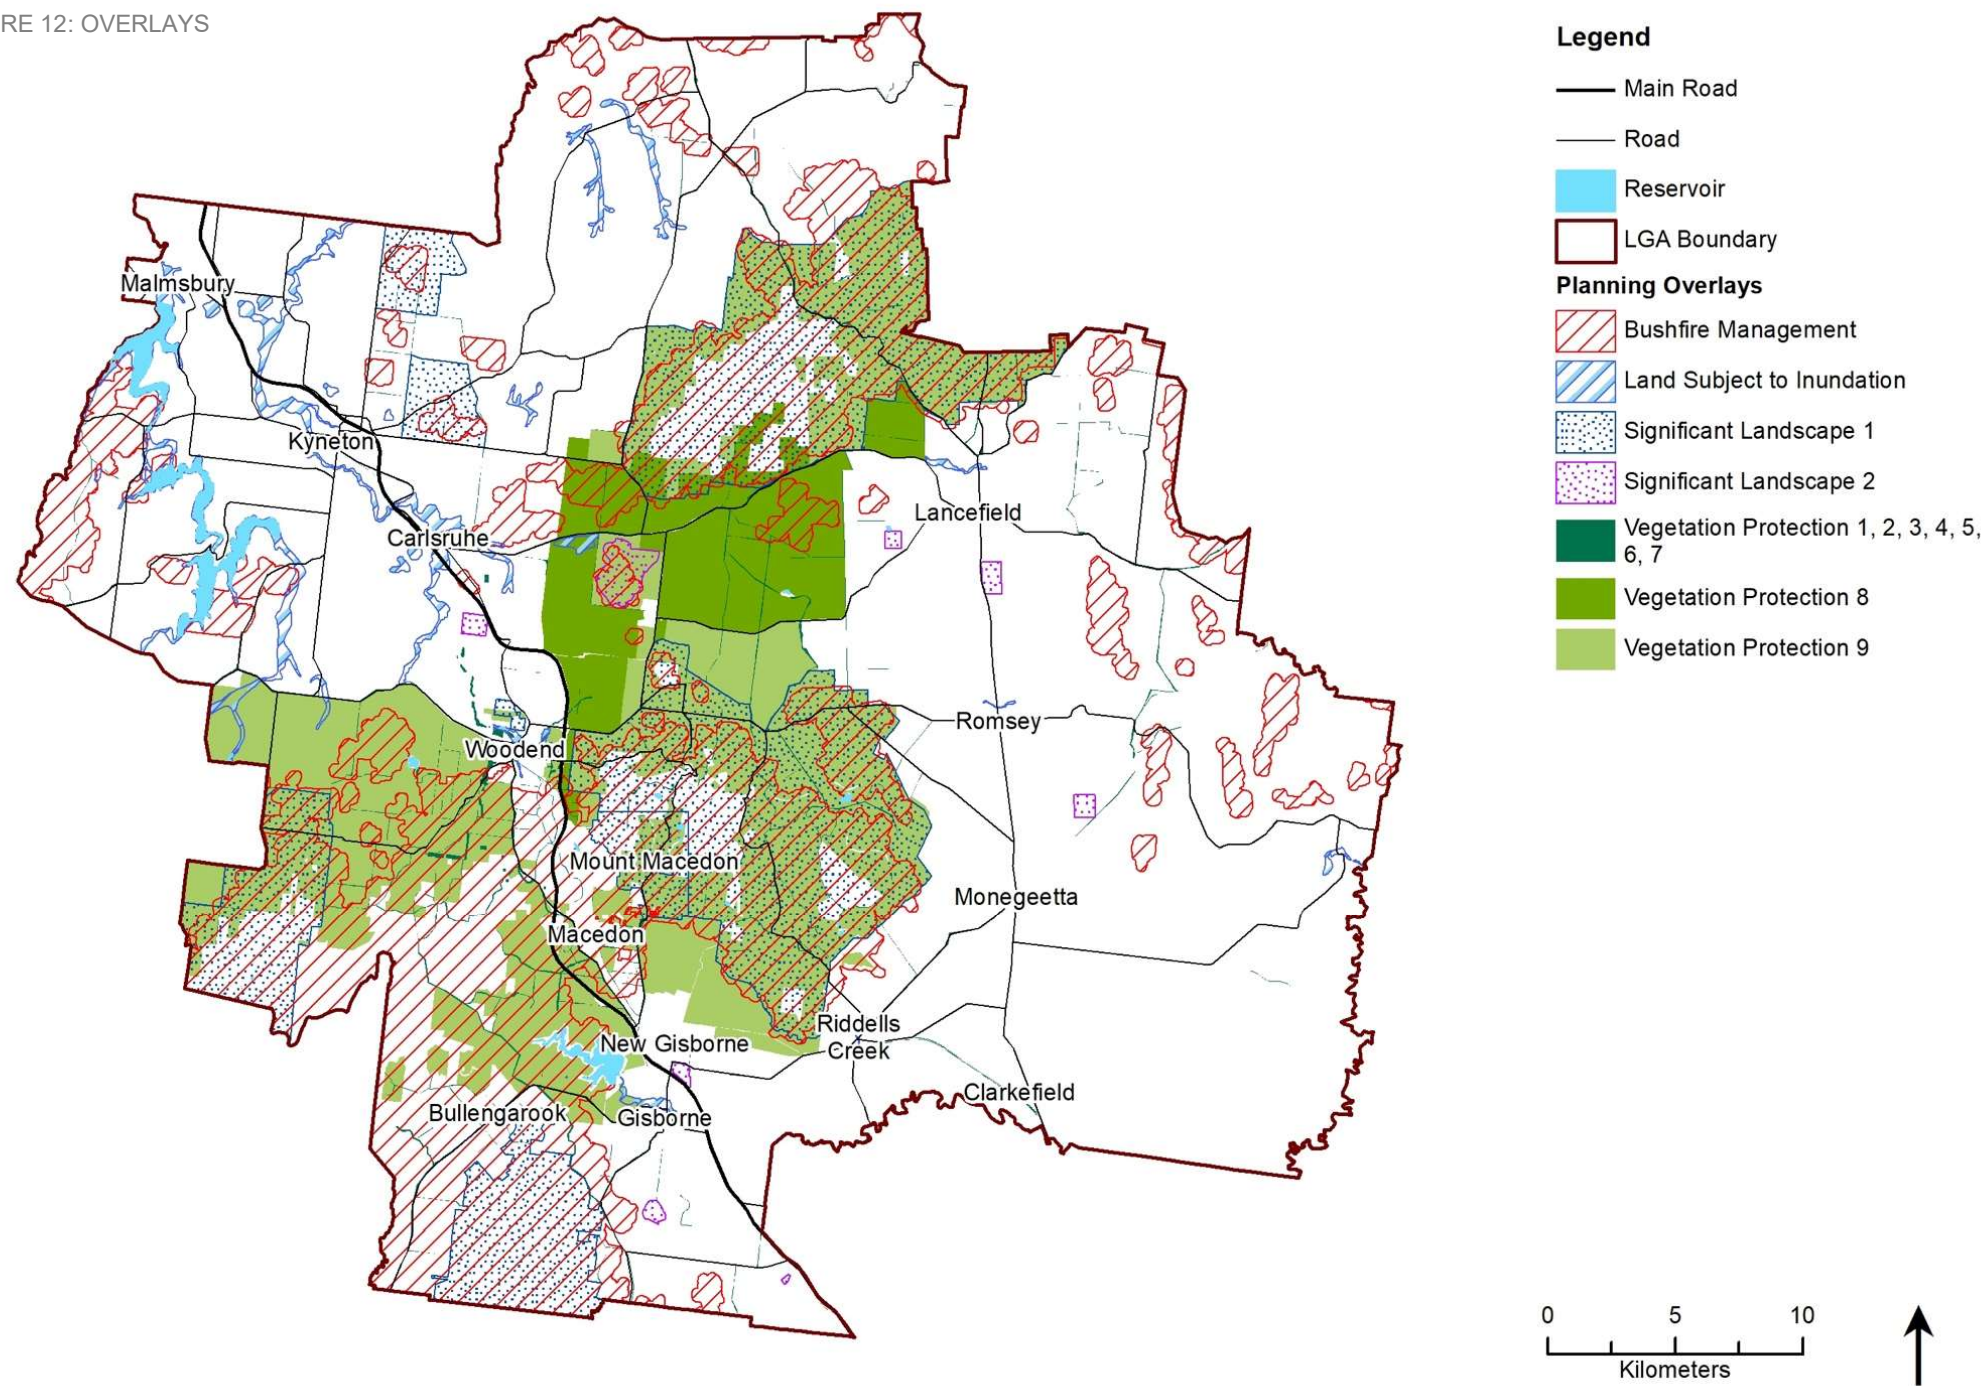 RE 12: OVERLAYS
Legend
Main Road
Road
Reservoir
LGA Boundary
Planning Overlays
Bushfire Management
Land Subject to Inundation
Significant Landscape 1
Significant Landscape 2
Vegetation Protection 1, 2, 3, 4, 5,
6, 7
Vegetation Protection 8
Vegetation Protection 9
Malmsbury
Kyneton
Carlsruhe
Lancefield
Romsey
Woodend
Mount Macedon
Monegeetta
Macedon
Riddells
Creek
New Gisborne
Clarkefield
Bullengarook
Gisborne
0 5 10
Kilometers